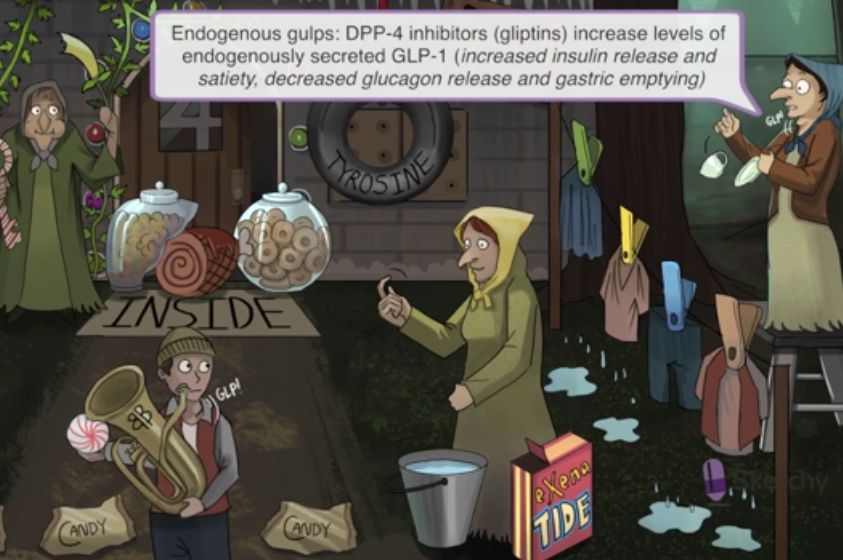 Endogenous gulps: DPP-4 inhibitors (gliptins) increase levels of
endogenously secreted GLP-1 (increased insulin release and
satiety, decreased glucagon release and gastric emptying)
GLP!
4
TYROSINE
INSIDE
GLP!
eXena
TIDE
CANDY
CANDY
Sketchy